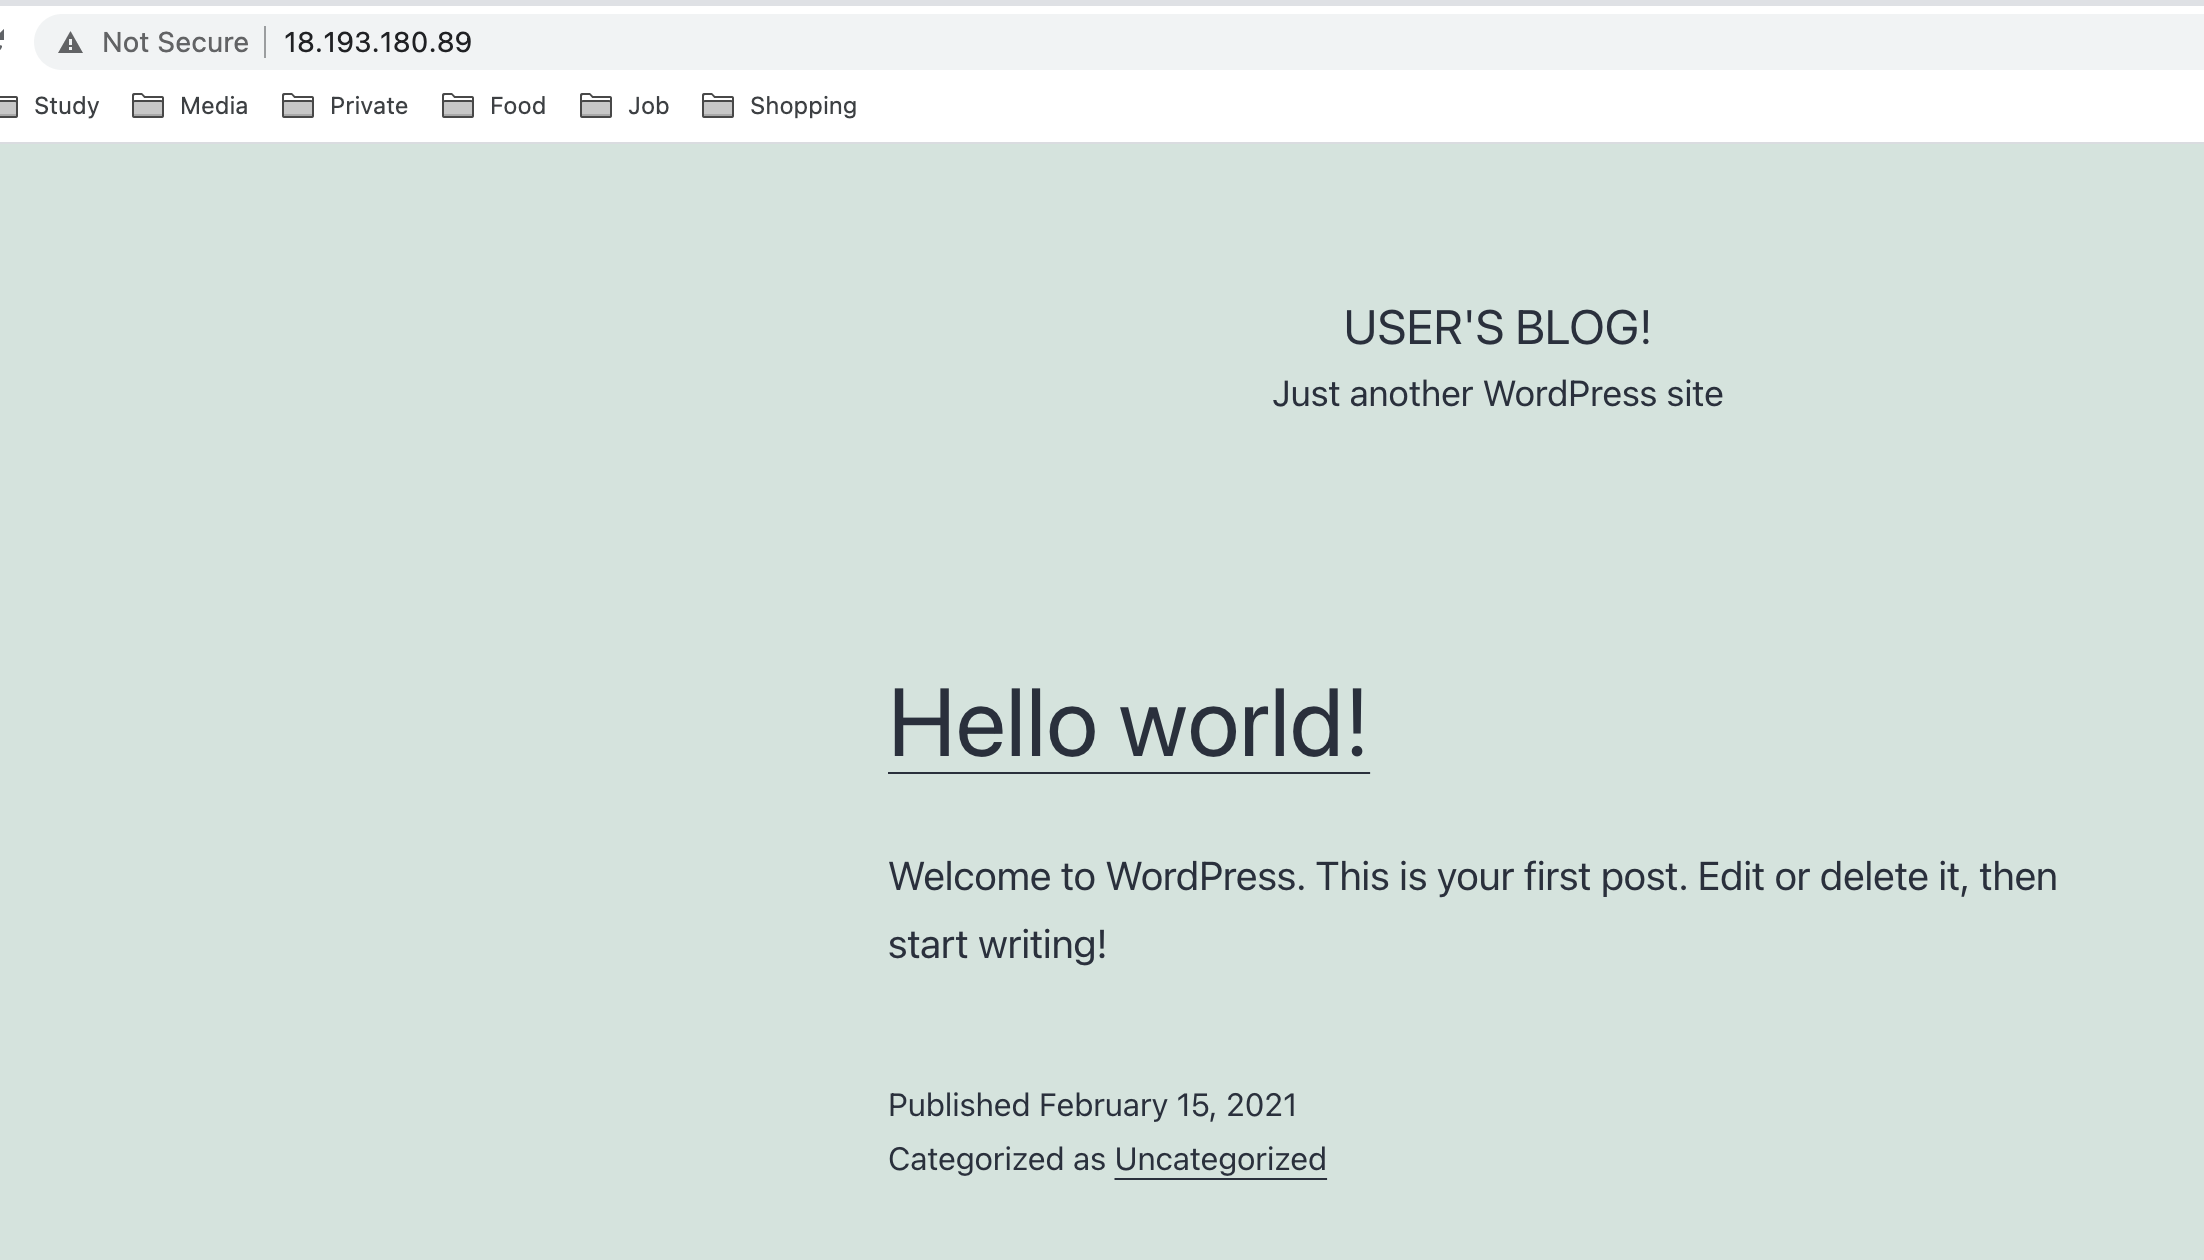 Not Secure 18.193.180.89
Study Media Private Food Job Shopping
USER'S BLOG!
Just another WordPress site
Hello world!
Welcome to WordPress. This is your first post. Edit or delete it, then
start writing!
Published February 15, 2021
Categorized as Uncategorized